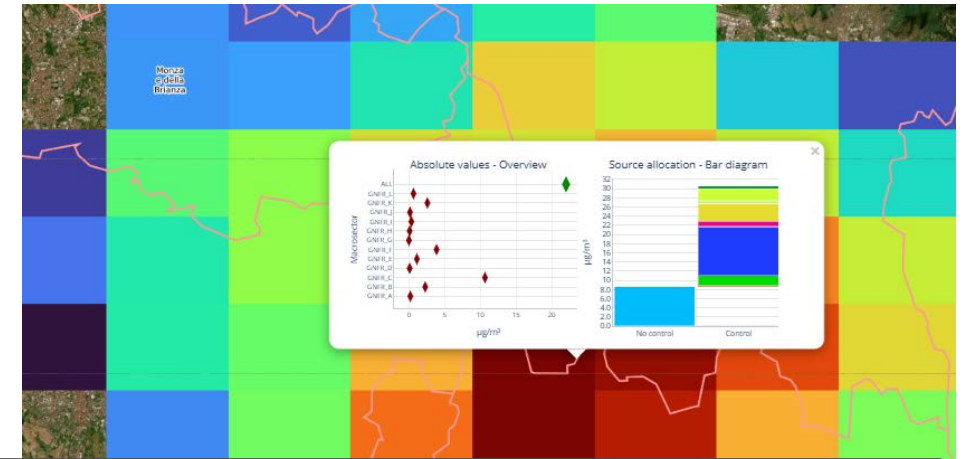 Monza
e della
Brianza
×
Absolute values - Overview
Macrosector
ALL
GNFR_L
GNFR_K
GNFR_J
GNFR_I
GNFR_H
GNFR_G
GNFR_F
GNFR_E
GNFR_D
GNFR_C
GNFR_B
GNFR_A
0 5 10 15 20
µg/m³
Source allocation - Bar diagram
µg/m³
32
30
28
26
24
22
20
18
16
14
12
10
8.0
6.0
4.0
2.0
0.0
No control Control